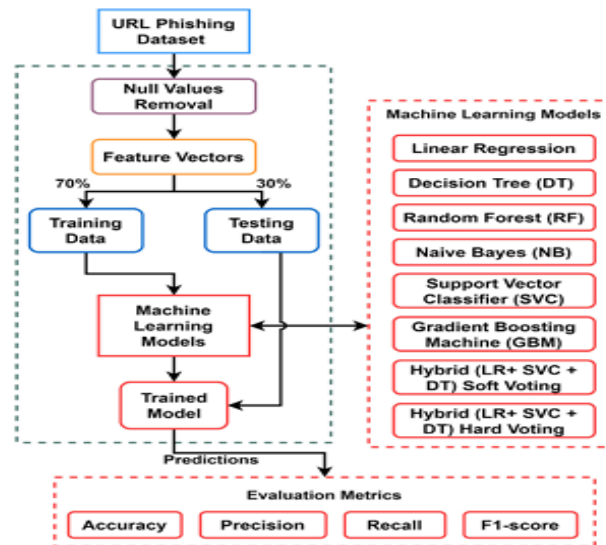 URL Phishing
Dataset
Null Values
Removal
Feature Vectors
70%
30%
Training
Data
Testing
Data
Machine
Learning
Models
Trained
Model
Predictions
Machine Learning Models
Linear Regression
Decision Tree (DT)
Random Forest (RF)
Naive Bayes (NB)
Support Vector
Classifier (SVC)
Gradient Boosting
Machine (GBM)
Hybrid (LR+ SVC +
DT) Soft Voting
Hybrid (LR+ SVC +
DT) Hard Voting
Evaluation Metrics
Accuracy
Precision
Recall
F1-score